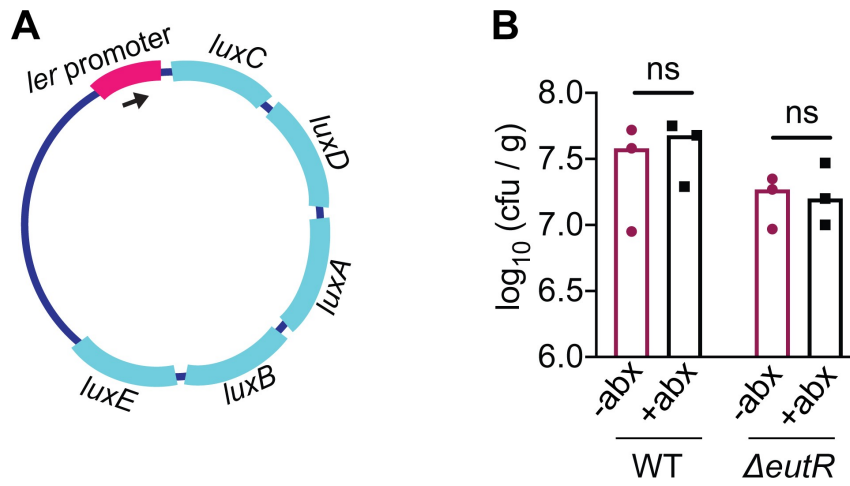 A
ler promoter
luxC
luxD
luxA
luxB
luxE
B
ns
ns
log10 (cfu / g)
8.0
7.5
7.0
6.5
6.0
-abx
+abx
-abx
+abx
WT
ΔeutR